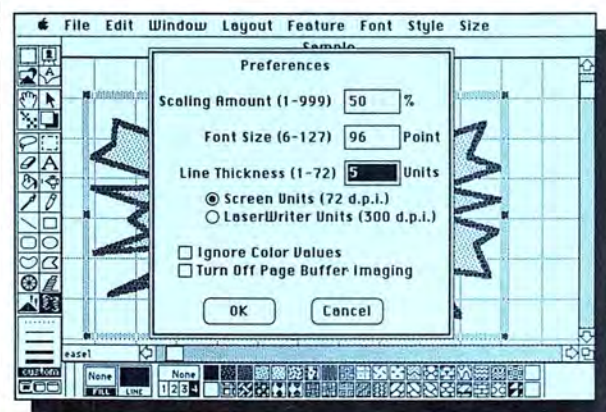 File Edit Window Layout Feature Font Style Size
Sample
Preferences
Scaling Amount (1-999) 50 %
Font Size (6-127) 96 Point
Line Thickness (1-72) 5 Units
Screen Units (72 d.p.i.)
LaserWriter Units (300 d.p.i.)
Ignore Color Values
Turn Off Page Buffer Imaging
OK Cancel
easel
custom
None None
FILL LINE 1 2 3 4